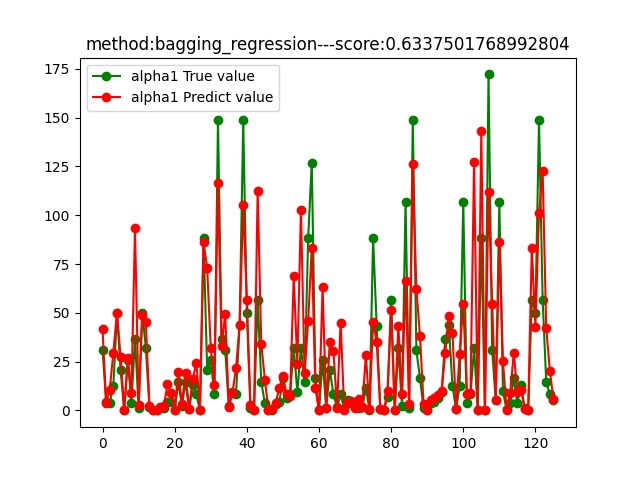 method:bagging_regression---score:0.6337501768992804
alpha1 True value
alpha1 Predict value
175
150
125
100
75
50
25
0
0 20 40 60 80 100 120